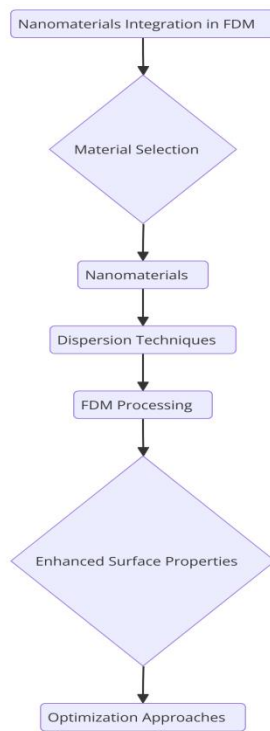 Nanomaterials Integration in FDM
Material Selection
Nanomaterials
Dispersion Techniques
FDM Processing
Enhanced Surface Properties
Optimization Approaches